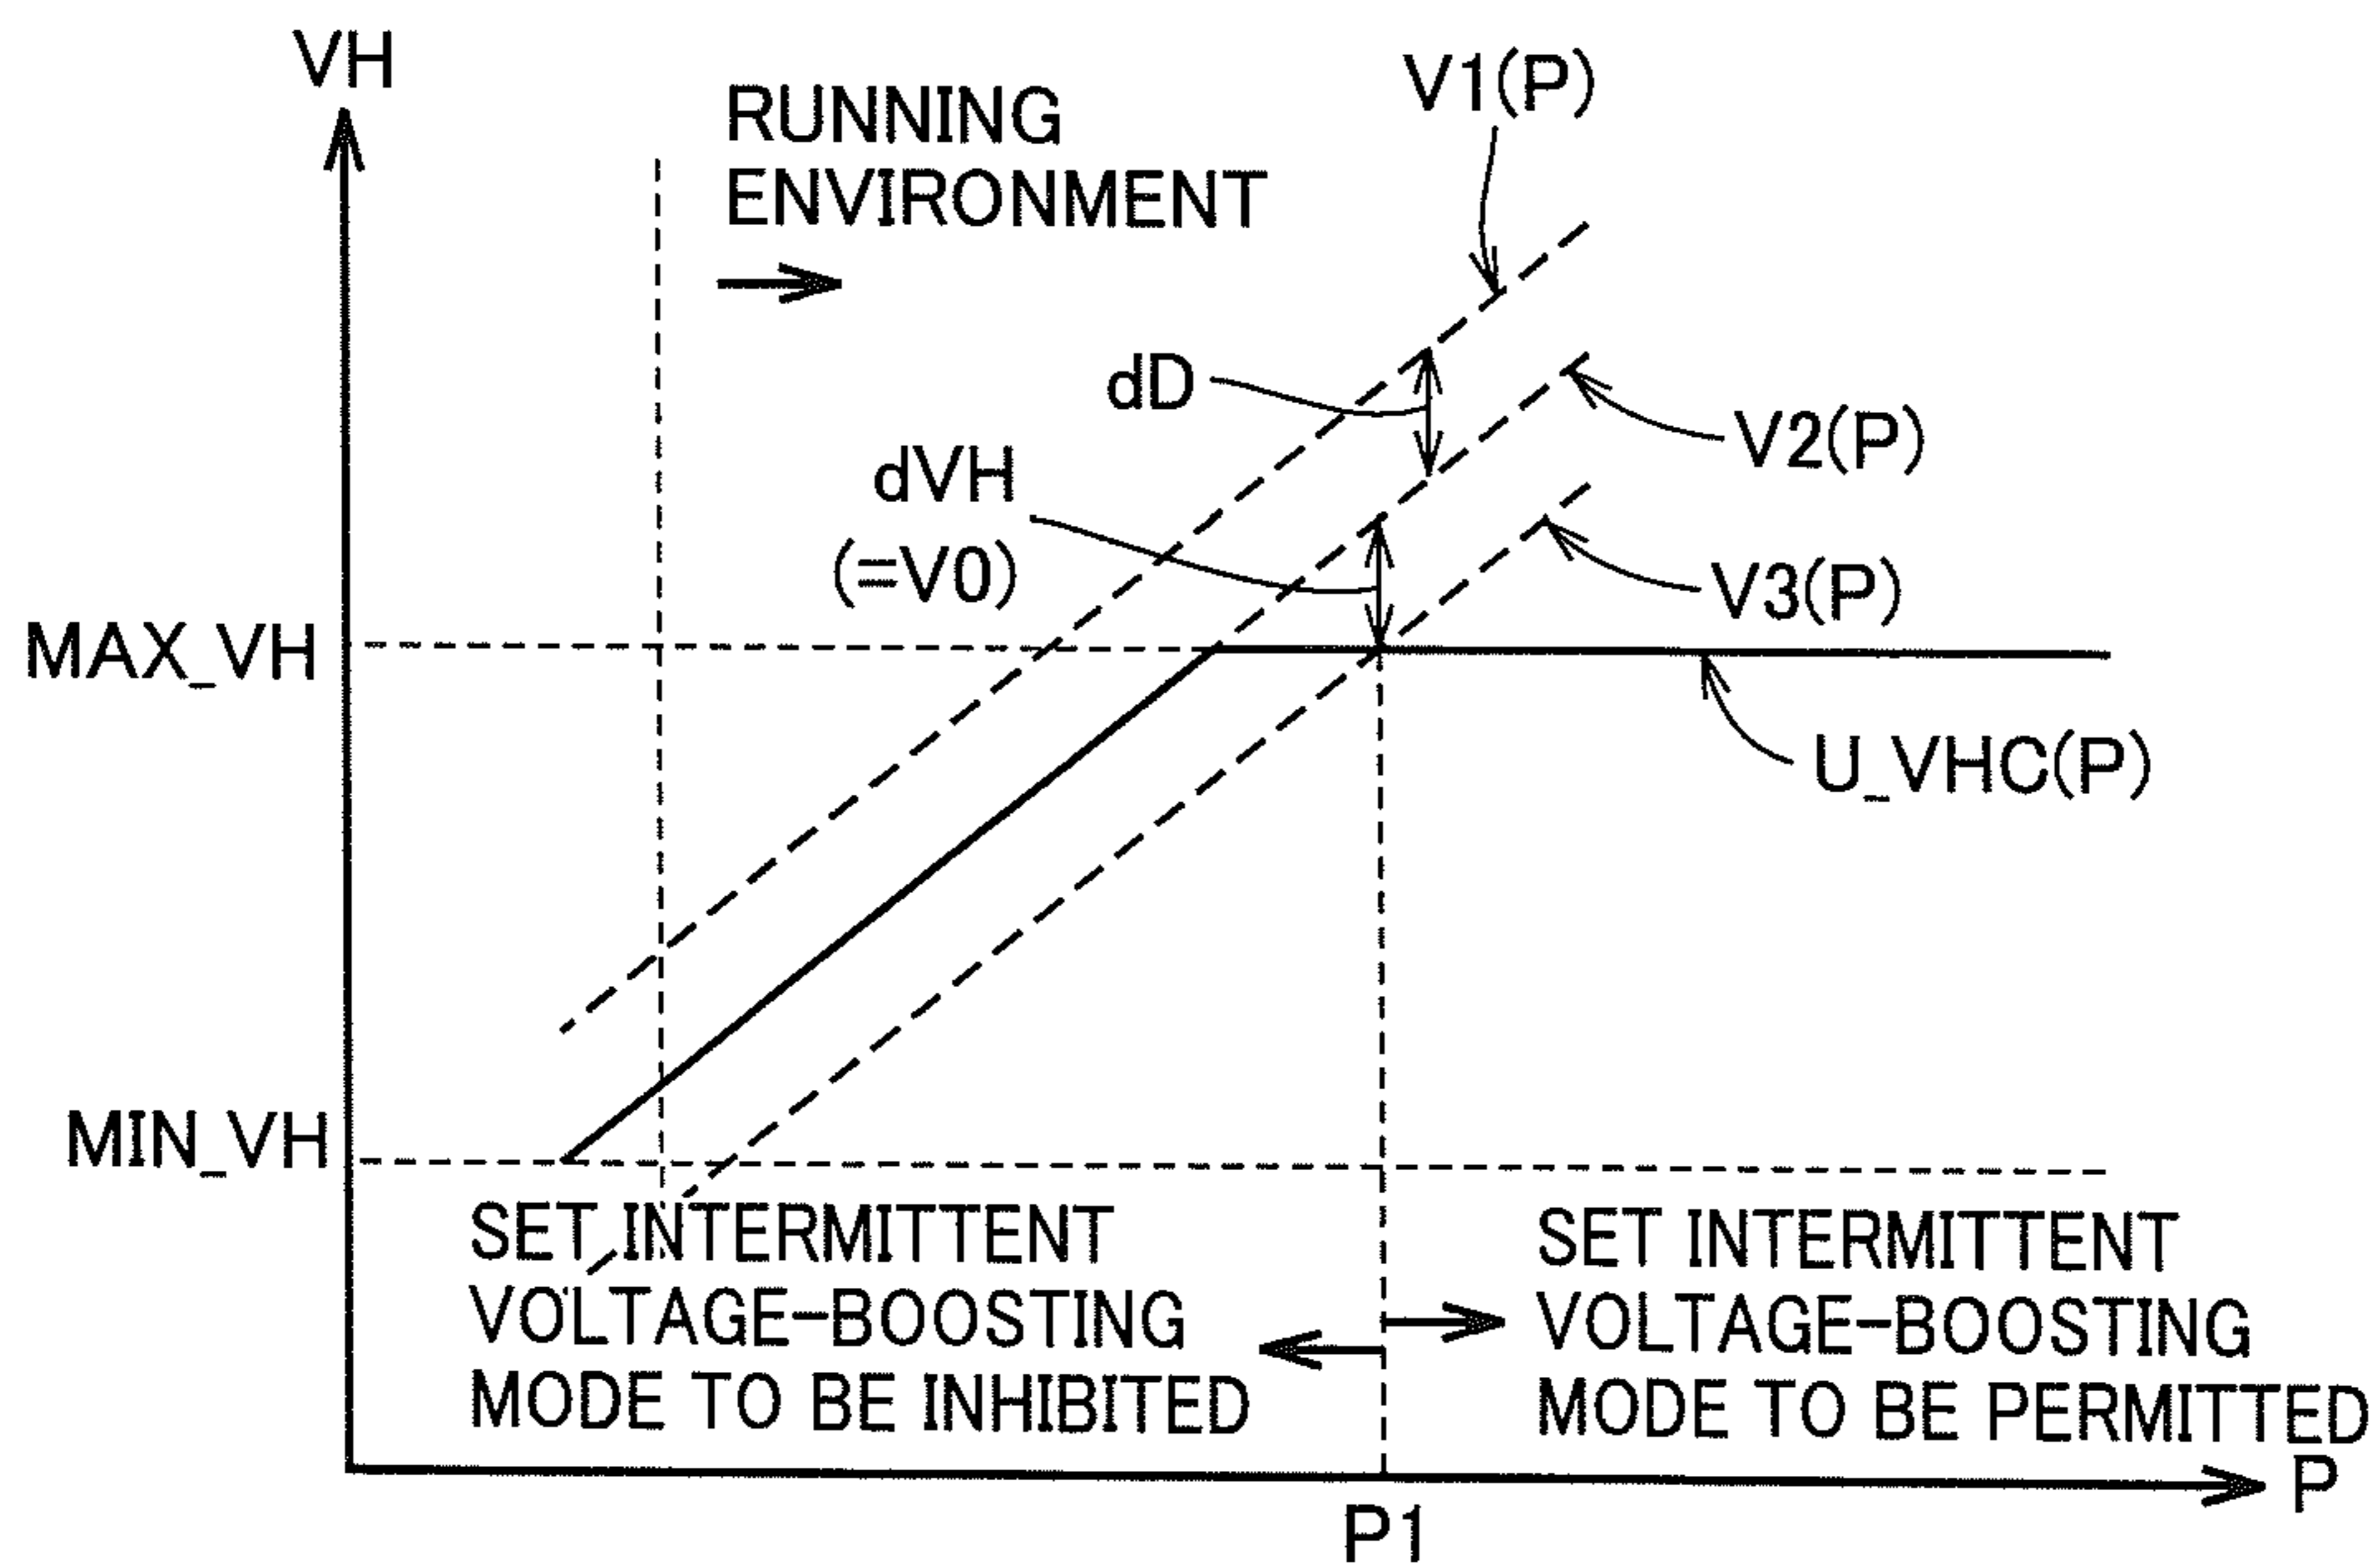 VH
RUNNING
ENVIRONMENT
V1(P)
dD
V2(P)
dVH
(=V0)
V3(P)
MAX_VH
U_VHC(P)
MIN_VH
SET INTERMITTENT
VOLTAGE-BOOSTING
MODE TO BE INHIBITED
SET INTERMITTENT
VOLTAGE-BOOSTING
MODE TO BE PERMITTED
P
P1